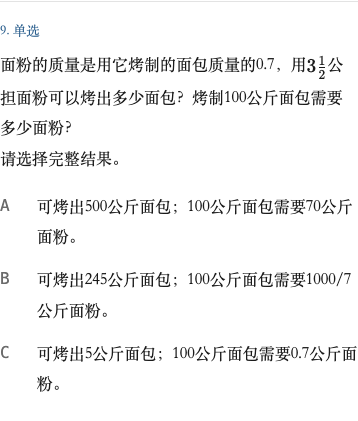 9. 单选
面粉的质量是用它烤制的面包质量的0.7，用3 1/2公
担面粉可以烤出多少面包？烤制100公斤面包需要
多少面粉？
请选择完整结果。
A 可烤出500公斤面包；100公斤面包需要70公斤
面粉。
B 可烤出245公斤面包；100公斤面包需要1000/7
公斤面粉。
C 可烤出5公斤面包；100公斤面包需要0.7公斤面
粉。